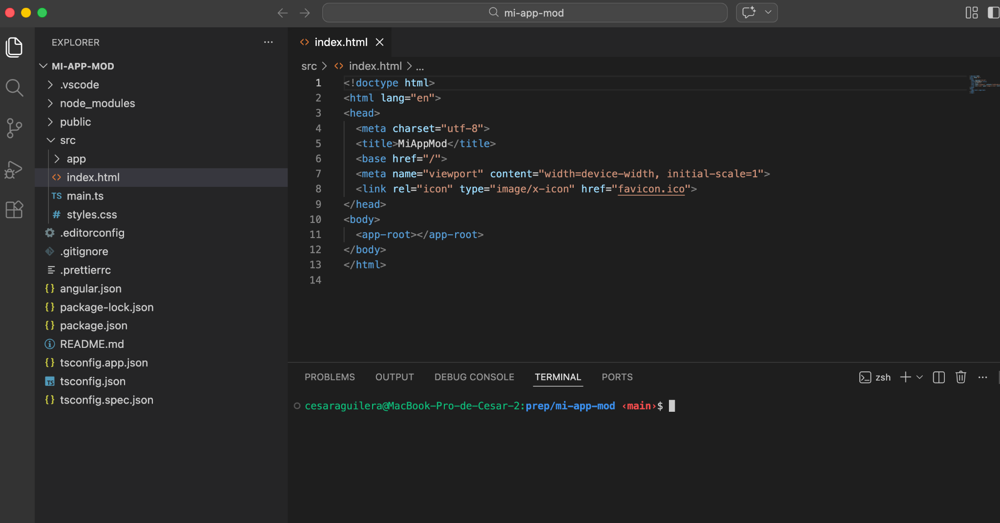 mi-app-mod
EXPLORER
MI-APP-MOD
.vscode
node_modules
public
src
app
index.html
TS main.ts
# styles.css
.editorconfig
.gitignore
.prettierrc
{} angular.json
{} package-lock.json
{} package.json
README.md
{} tsconfig.app.json
TS tsconfig.json
{} tsconfig.spec.json
<> index.html
src > <> index.html > ...
1 <!doctype html>
2 <html lang="en">
3 <head>
4 <meta charset="utf-8">
5 <title>MiAppMod</title>
6 <base href="/">
7 <meta name="viewport" content="width=device-width, initial-scale=1">
8 <link rel="icon" type="image/x-icon" href="favicon.ico">
9 </head>
10 <body>
11 <app-root></app-root>
12 </body>
13 </html>
14
PROBLEMS OUTPUT DEBUG CONSOLE TERMINAL PORTS zsh
cesaraguilera@MacBook-Pro-de-Cesar-2:prep/mi-app-mod ‹main›$